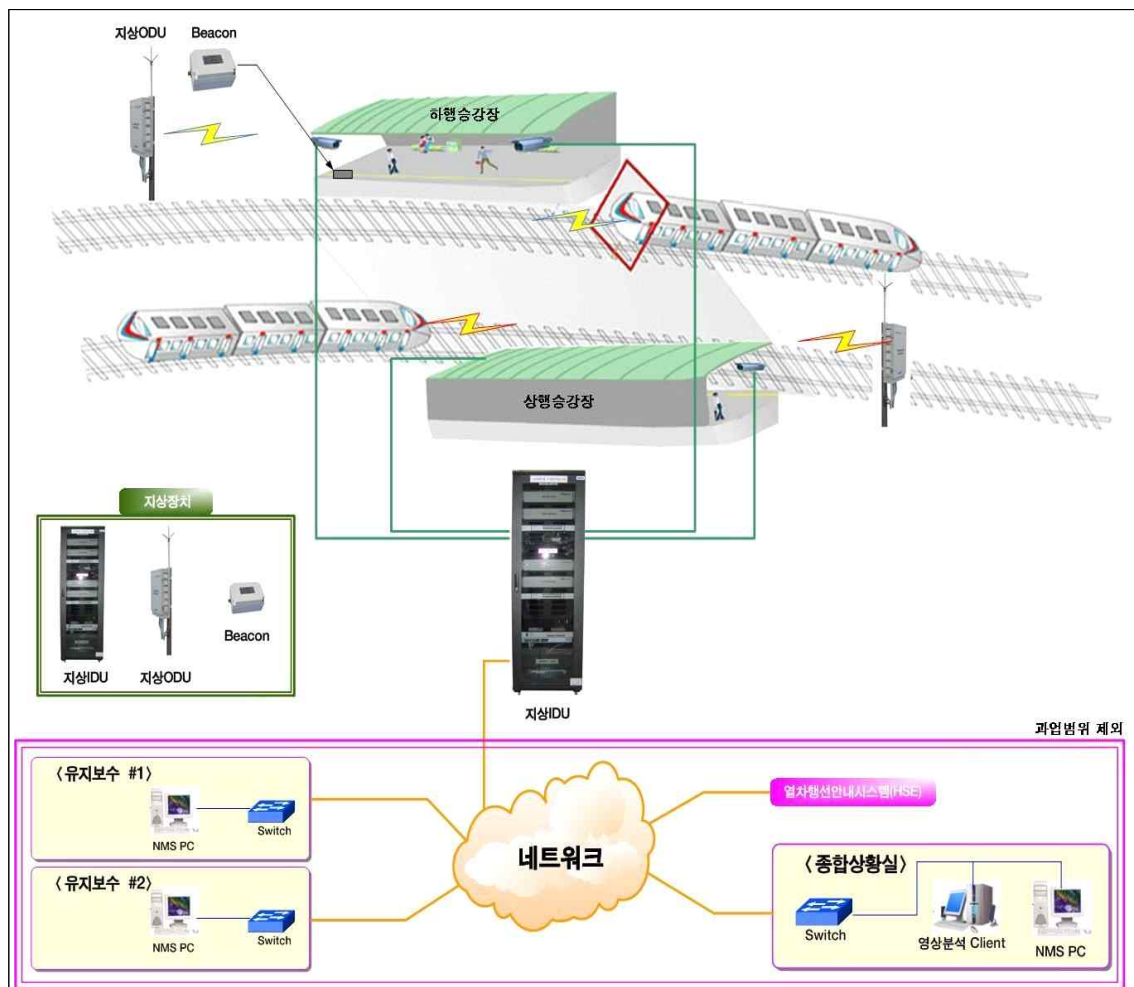 지상ODU
Beacon
하행승강장
상행승강장
지상장치
지상IDU
지상ODU
Beacon
지상IDU
과업범위 제외
〈유지보수 #1〉
NMS PC
Switch
〈유지보수 #2〉
NMS PC
Switch
네트워크
열차행선안내시스템(HSE)
〈종합상황실〉
Switch
영상분석 Client
NMS PC